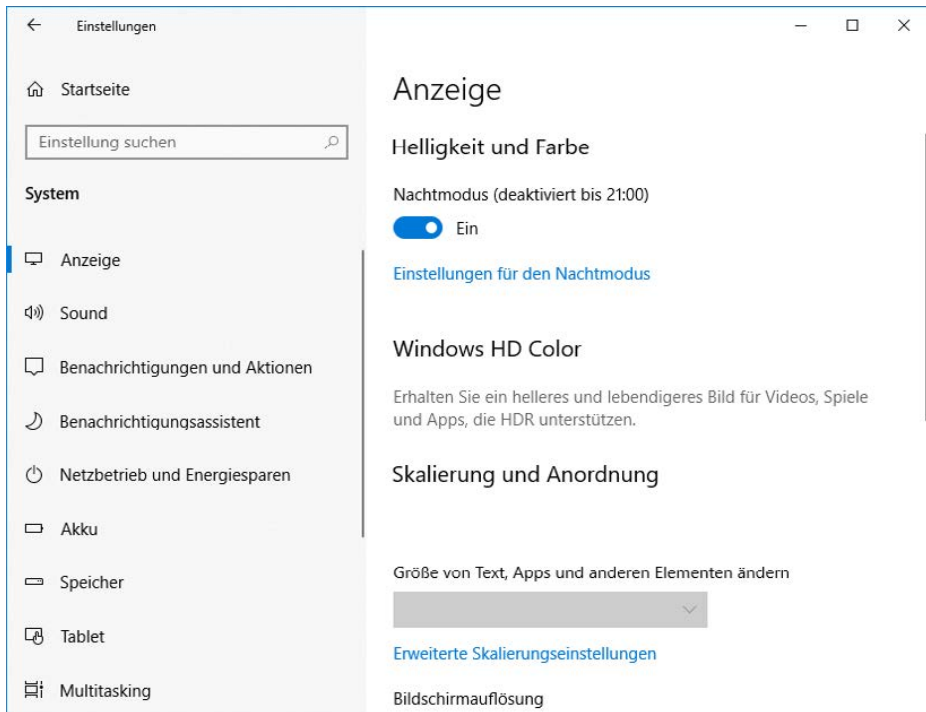 Einstellungen
Startseite
Einstellung suchen
System
Anzeige
Sound
Benachrichtigungen und Aktionen
Benachrichtigungsassistent
Netzbetrieb und Energiesparen
Akku
Speicher
Tablet
Multitasking
Anzeige
Helligkeit und Farbe
Nachtmodus (deaktiviert bis 21:00)
Ein
Einstellungen für den Nachtmodus
Windows HD Color
Erhalten Sie ein helleres und lebendigeres Bild für Videos, Spiele
und Apps, die HDR unterstützen.
Skalierung und Anordnung
Größe von Text, Apps und anderen Elementen ändern
Erweiterte Skalierungseinstellungen
Bildschirmauflösung